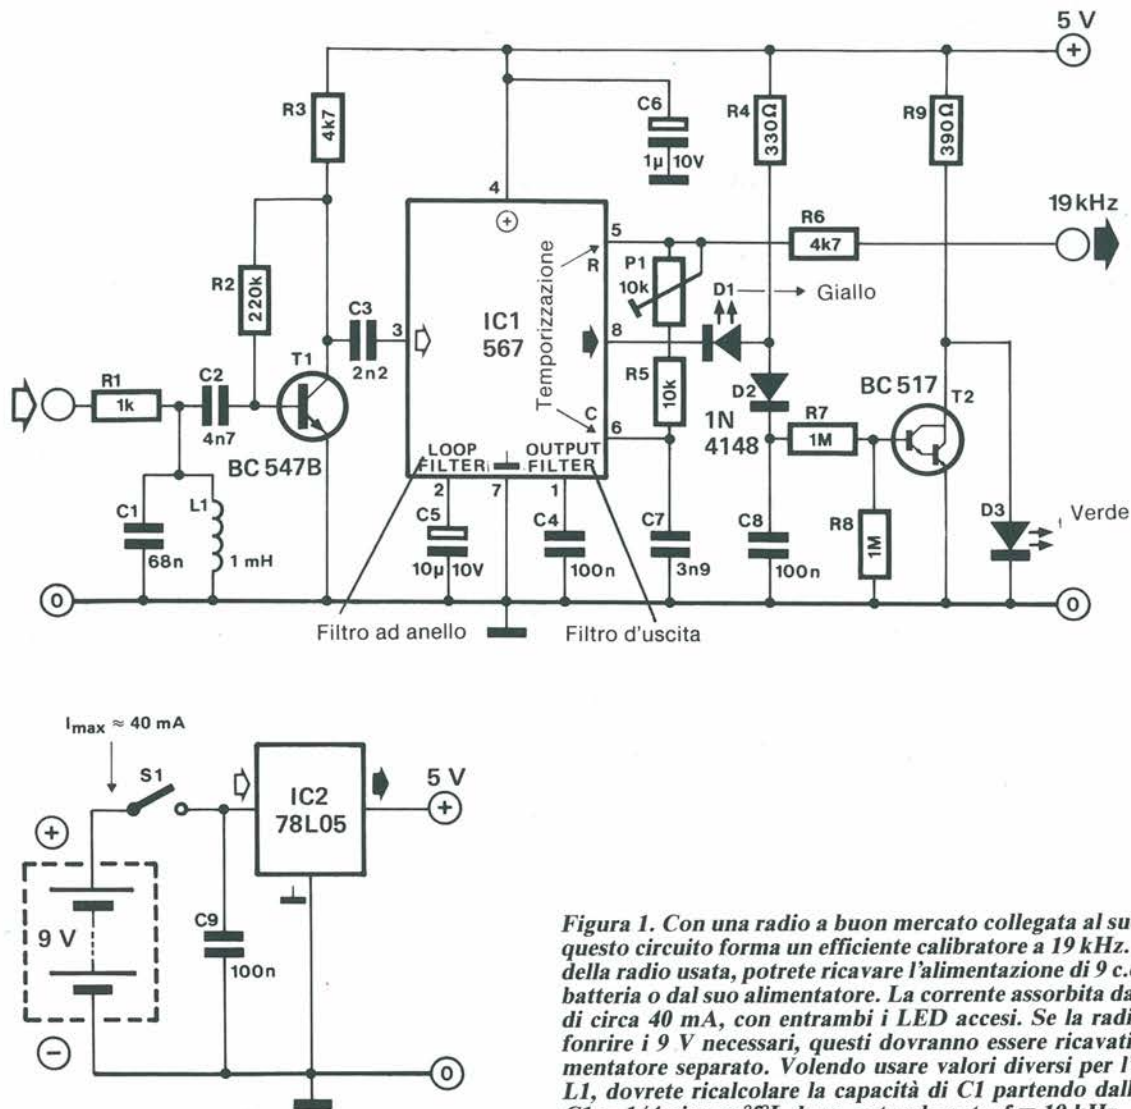 5 V
+
R3
4k7
C6
1μ 10V
R4
330Ω
R9
390Ω
4
19 kHz
R2
220k
5
R
R6
4k7
P1
10k
D1
Giallo
C3
2n2
3
IC1
567
Temporizzazione
8
R1
1k
C2
4n7
T1
R5
10k
D2
1N
4148
BC 517
T2
R7
1M
C
6
BC 547B
LOOP
FILTER
OUTPUT
FILTER
2
7
1
C1
68n
L1
1 mH
C5
10μ 10V
C4
100n
C7
3n9
C8
100n
R8
1M
D3
Verde
0
0
Filtro ad anello
Filtro d'uscita
Imax ≈ 40 mA
S1
IC2
78L05
5 V
+
+
9 V
C9
100n
−
0
Figura 1. Con una radio a buon mercato collegata al su
questo circuito forma un efficiente calibratore a 19 kHz.
della radio usata, potrete ricavare l'alimentazione di 9 c.c
batteria o dal suo alimentatore. La corrente assorbita da
di circa 40 mA, con entrambi i LED accesi. Se la radi
fonrire i 9 V necessari, questi dovranno essere ricavati
mentatore separato. Volendo usare valori diversi per l'
L1, dovrete ricalcolare la capacità di C1 partendo dall